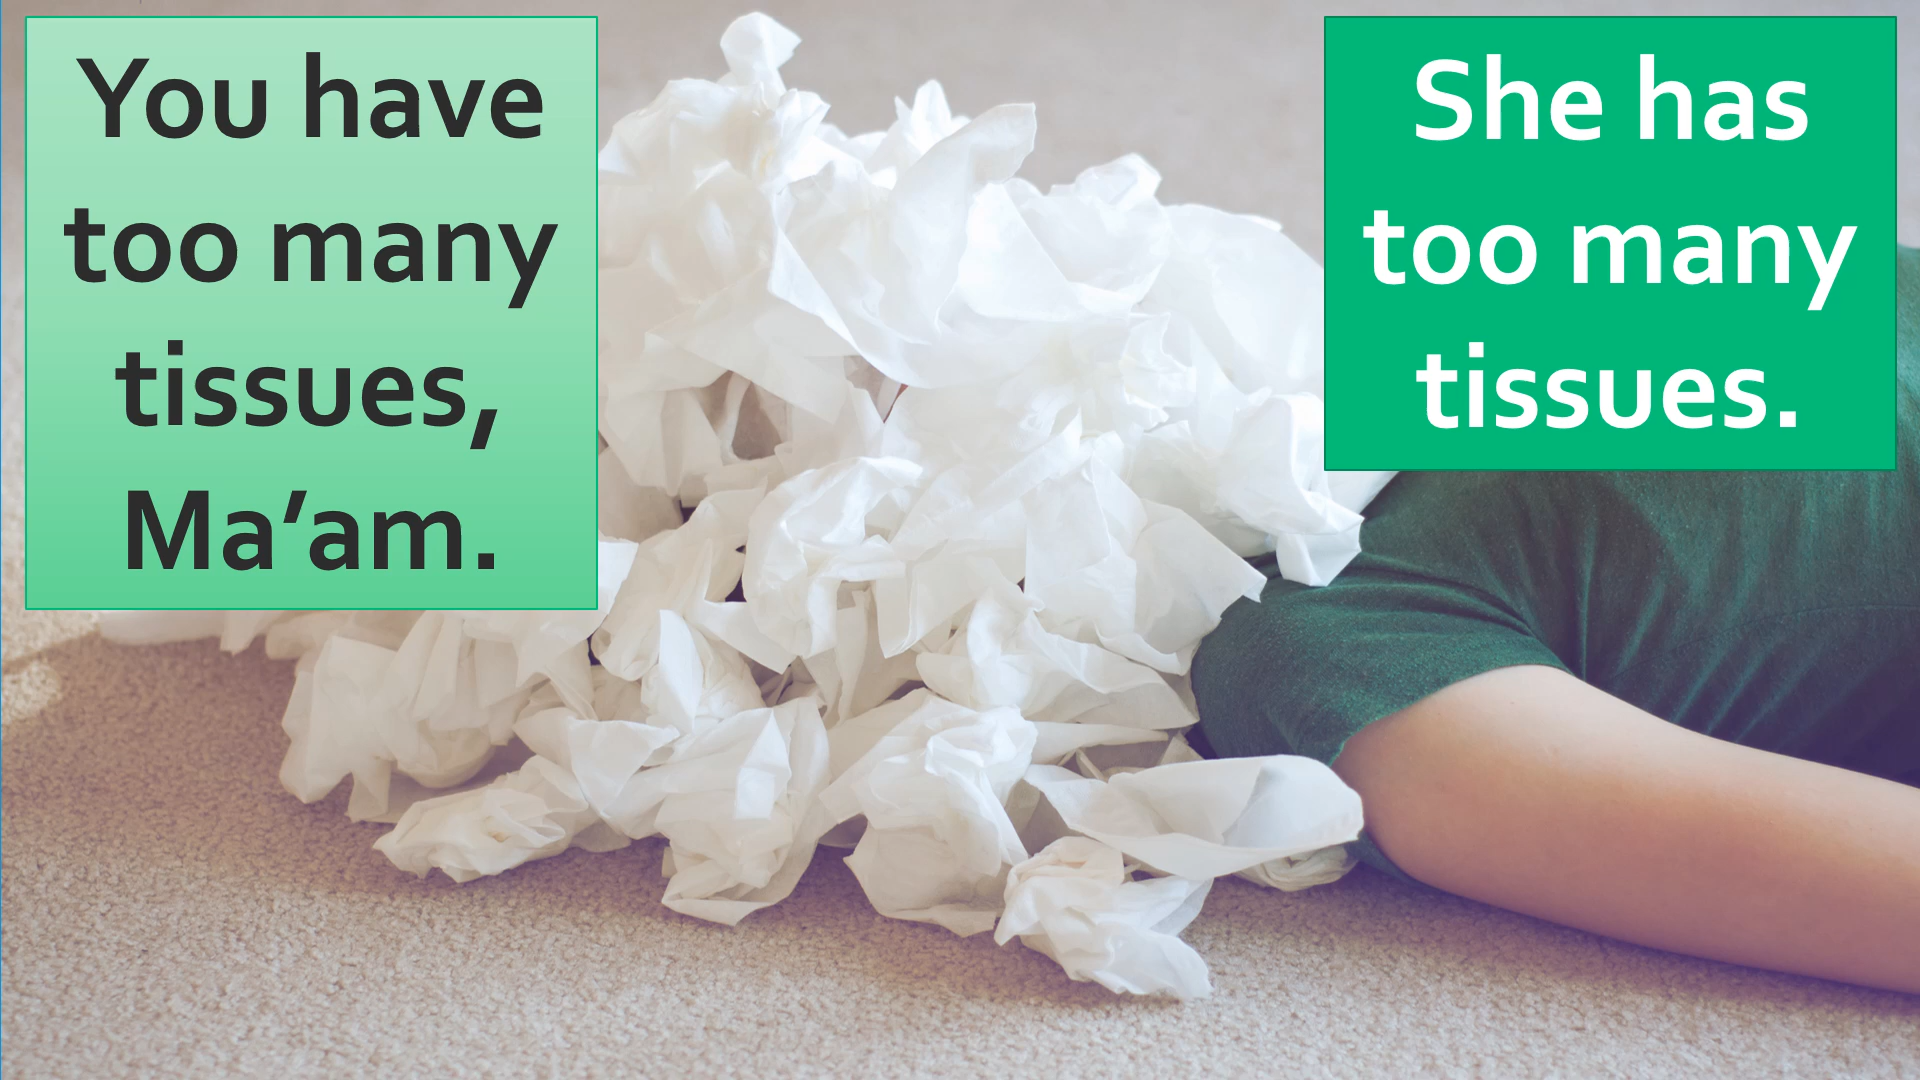 You have
too many
tissues,
Ma’am.
She has
too many
tissues.